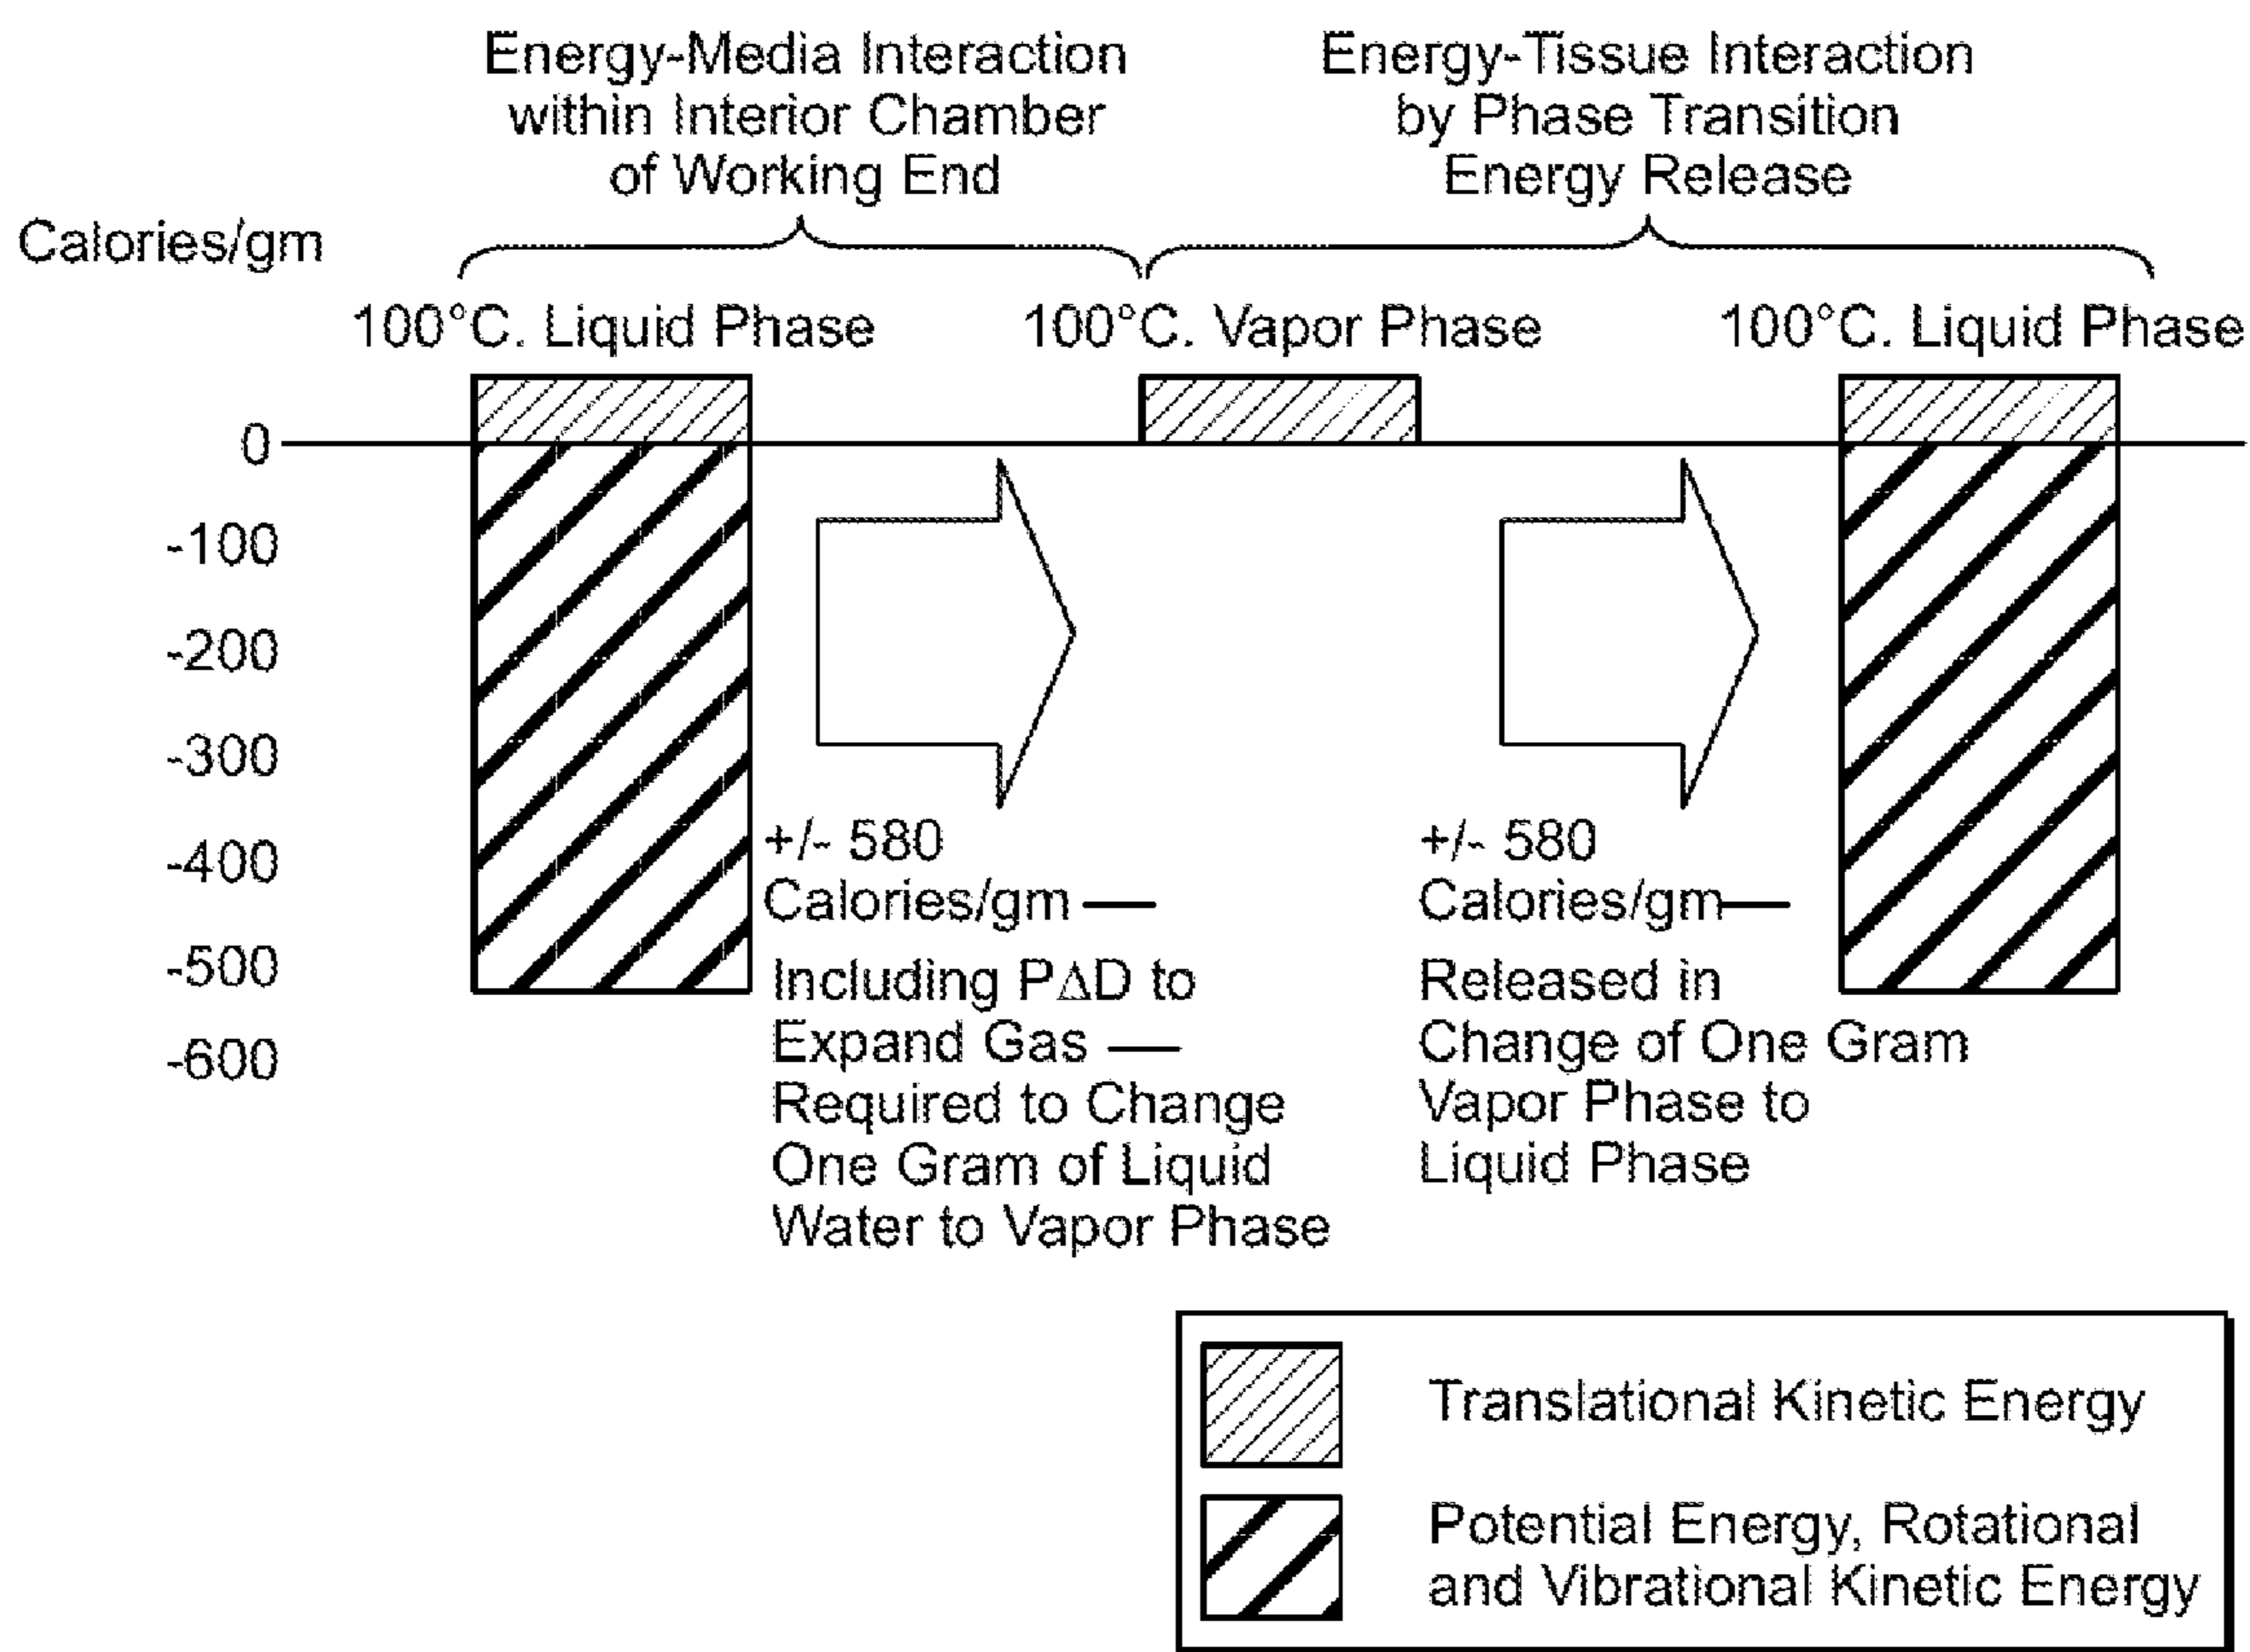 Energy-Media Interaction
within Interior Chamber
of Working End
Energy-Tissue Interaction
by Phase Transition
Energy Release
Calories/gm
100°C. Liquid Phase
100°C. Vapor Phase
100°C. Liquid Phase
0
-100
-200
-300
-400
-500
-600
+/- 580
Calories/gm —
Including P∆D to
Expand Gas —
Required to Change
One Gram of Liquid
Water to Vapor Phase
+/- 580
Calories/gm—
Released in
Change of One Gram
Vapor Phase to
Liquid Phase
Translational Kinetic Energy
Potential Energy, Rotational
and Vibrational Kinetic Energy